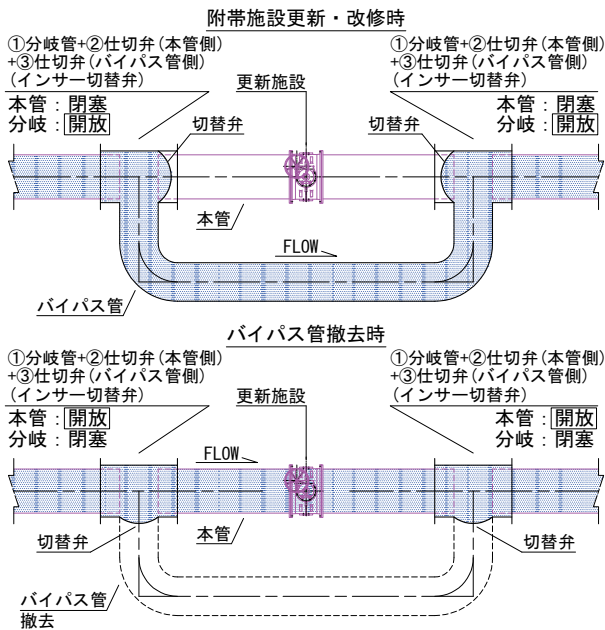 附帯施設更新・改修時
①分岐管+②仕切弁(本管側)
+③仕切弁(バイパス管側)
(インサー切替弁)
本管：閉塞
分岐：開放
更新施設
①分岐管+②仕切弁(本管側)
+③仕切弁(バイパス管側)
(インサー切替弁)
本管：閉塞
分岐：開放
切替弁
切替弁
本管
FLOW
バイパス管
バイパス管撤去時
①分岐管+②仕切弁(本管側)
+③仕切弁(バイパス管側)
(インサー切替弁)
本管：開放
分岐：閉塞
更新施設
①分岐管+②仕切弁(本管側)
+③仕切弁(バイパス管側)
(インサー切替弁)
本管：開放
分岐：閉塞
FLOW
切替弁
本管
切替弁
バイパス管
撤去